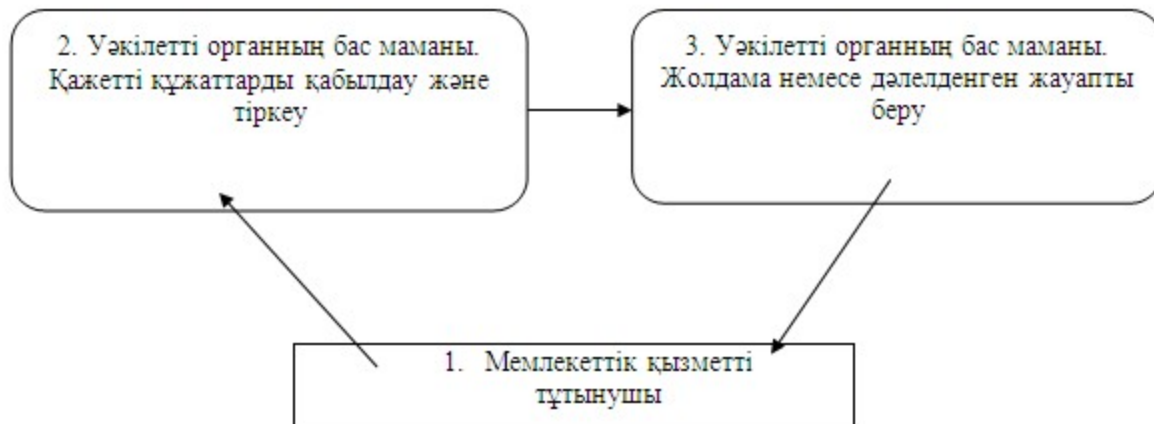 2. Уәкілетті органның бас маманы.
Қажетті құжаттарды қабылдау және
тіркеу
3. Уәкілетті органның бас маманы.
Жолдама немесе дәлелденген жауапты
беру
1. Мемлекеттік қызметті
тұтынушы